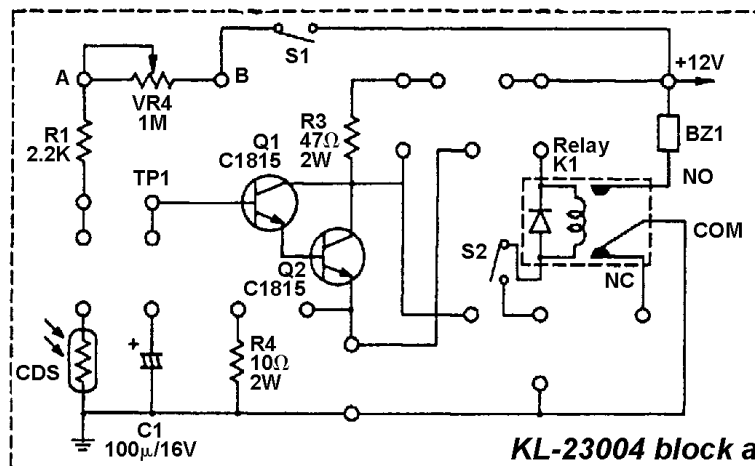 S1
+12V
A
B
VR4
1M
R1
2.2K
R3
47Ω
2W
Q1
C1815
Relay
K1
BZ1
NO
TP1
COM
S2
Q2
C1815
NC
R4
10Ω
2W
CDS
+
C1
100μ/16V
KL-23004 block a